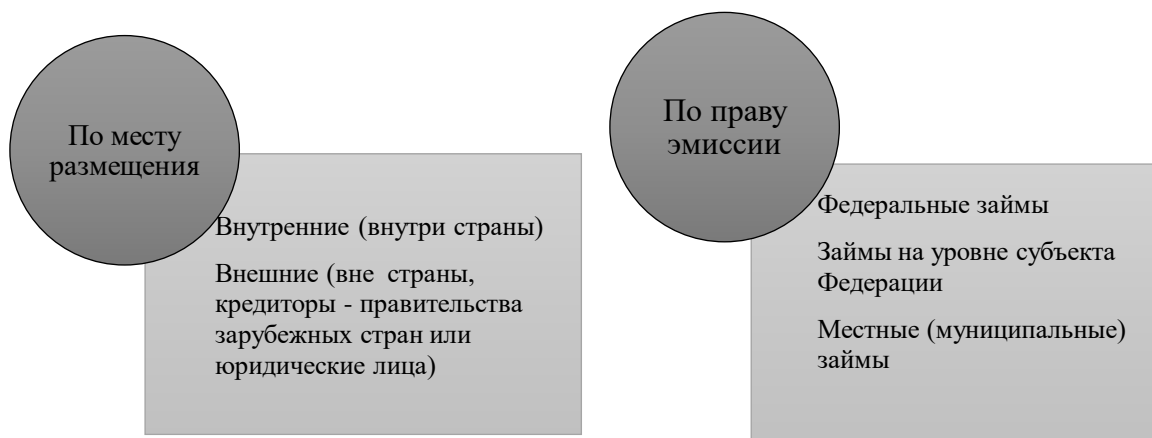 По месту
размещения
Внутренние (внутри страны)
Внешние (вне страны,
кредиторы - правительства
зарубежных стран или
юридические лица)
По праву
эмиссии
Федеральные займы
Займы на уровне субъекта
Федерации
Местные (муниципальные)
займы